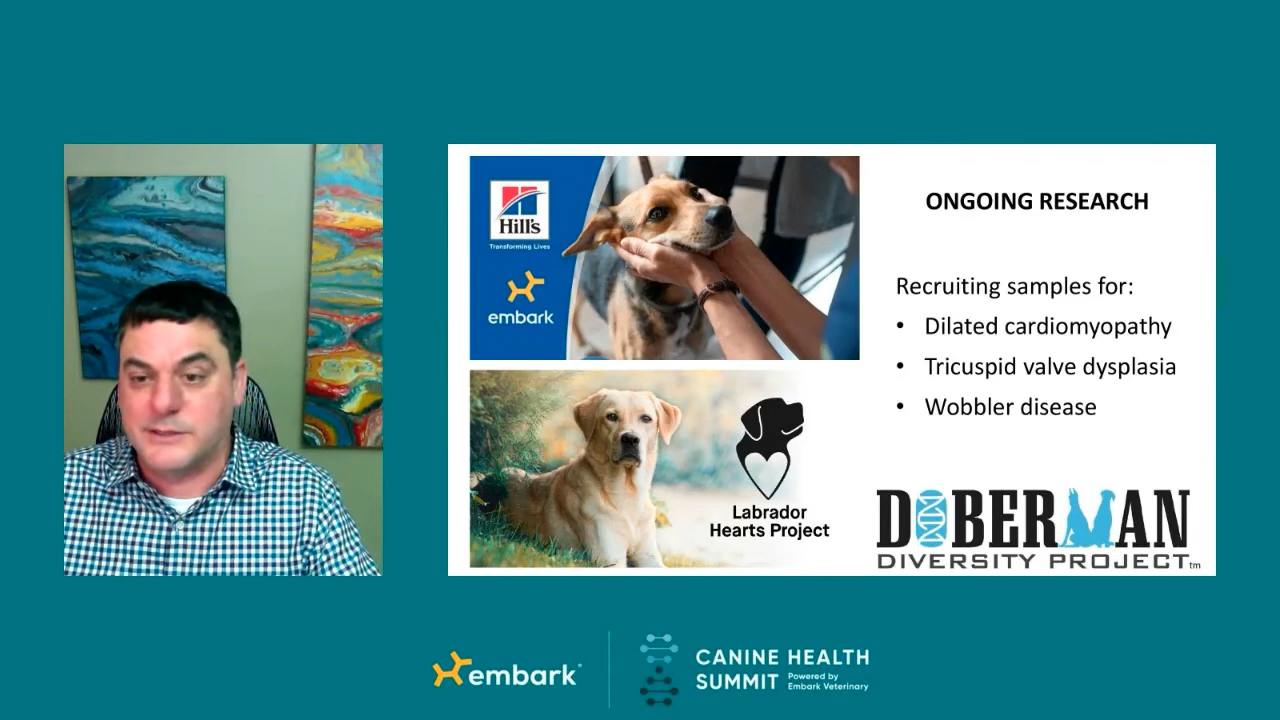 Hill's
Transforming Lives
embark
ONGOING RESEARCH
Recruiting samples for:
• Dilated cardiomyopathy
• Tricuspid valve dysplasia
• Wobbler disease
Labrador
Hearts Project
DOBERMAN
DIVERSITY PROJECT™
embark
CANINE HEALTH
SUMMIT
Powered by
Embark Veterinary